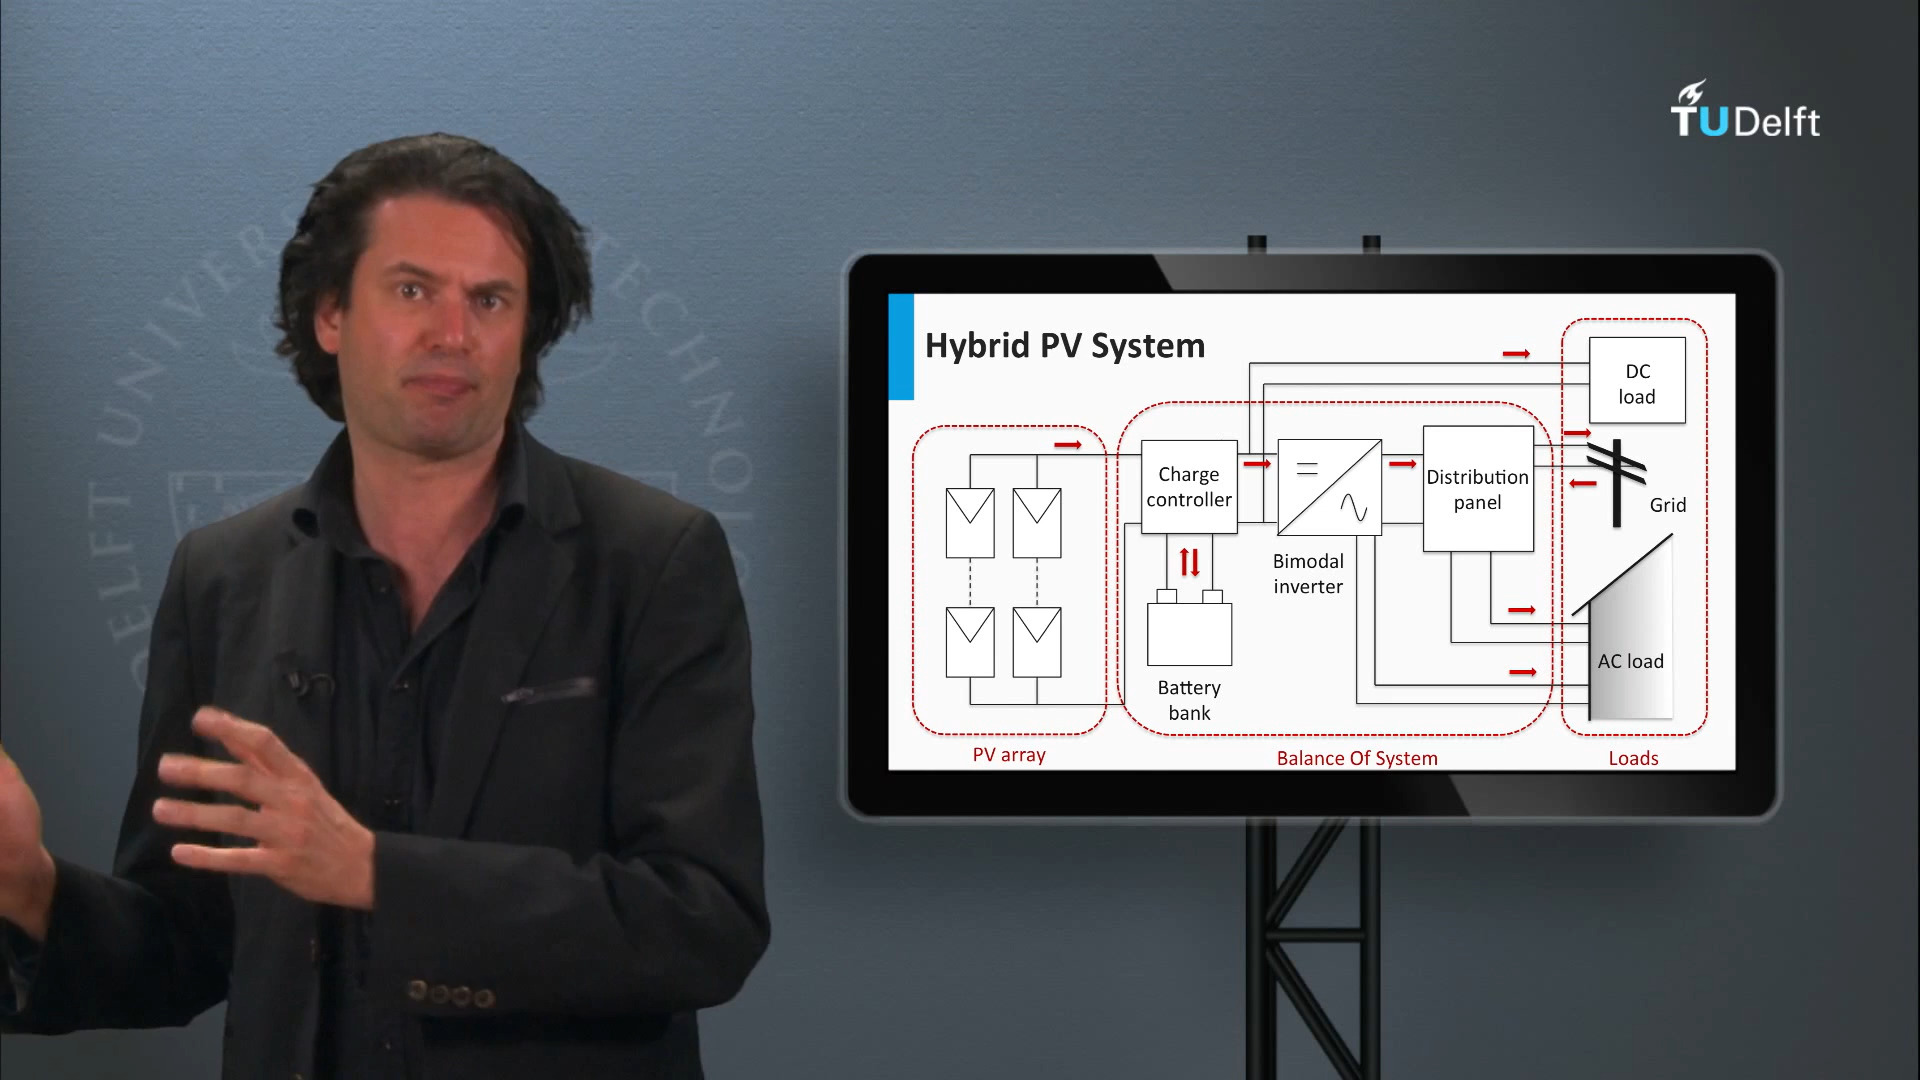 TUDelft
Hybrid PV System
DC
load
Charge
controller
Distribution
panel
Grid
Bimodal
inverter
AC load
Battery
bank
PV array
Balance Of System
Loads